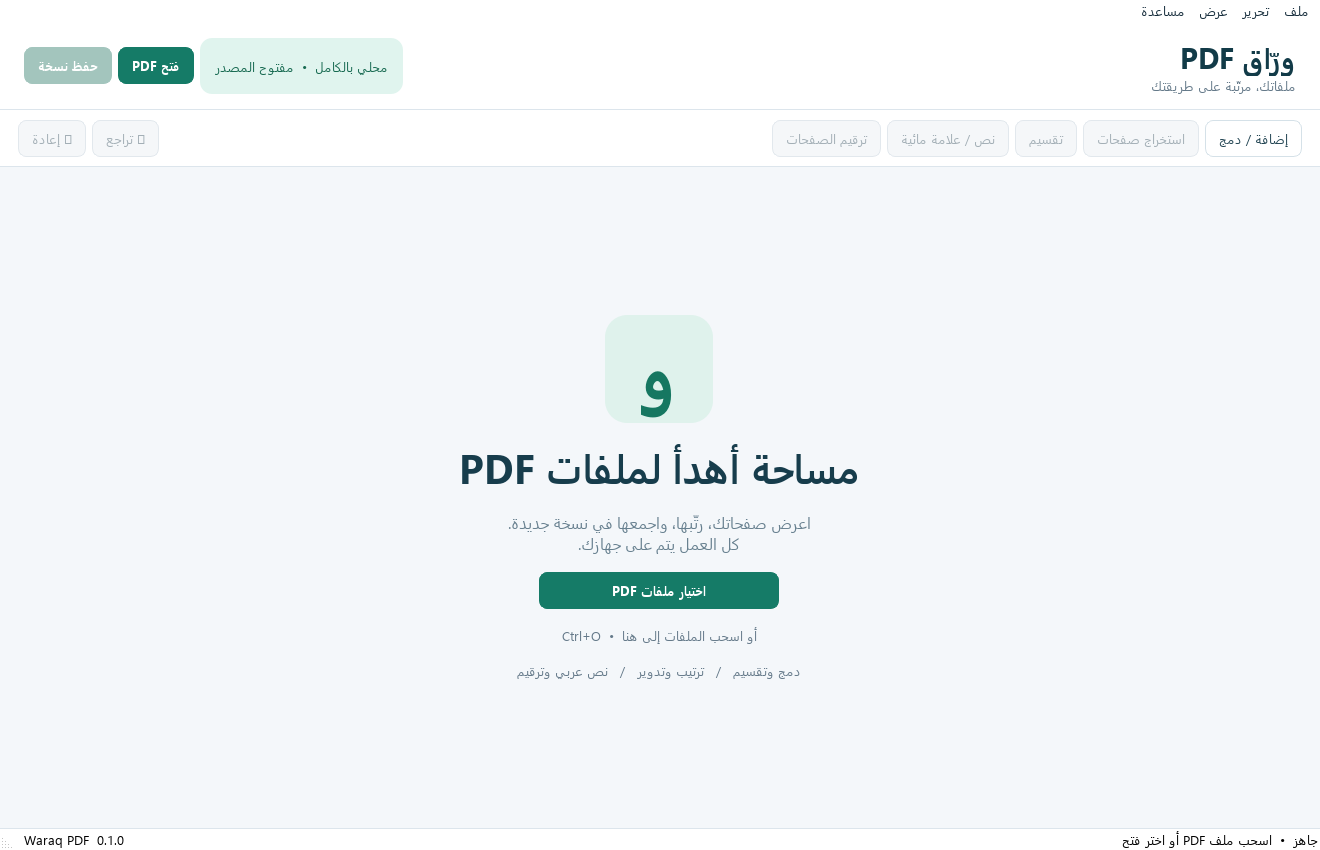 ملف تحرير عرض مساعدة
ورّاق PDF
ملفاتك، مرتّبة على طريقتك
محلي بالكامل • مفتوح المصدر
فتح PDF
حفظ نسخة
إضافة / دمج
استخراج صفحات
تقسيم
نص / علامة مائية
ترقيم الصفحات
تراجع
إعادة
و
مساحة أهدأ لملفات PDF
اعرض صفحاتك، رتّبها، واجمعها في نسخة جديدة.
كل العمل يتم على جهازك.
اختيار ملفات PDF
أو اسحب الملفات إلى هنا • Ctrl+O
دمج وتقسيم / ترتيب وتدوير / نص عربي وترقيم
جاهز • اسحب ملف PDF أو اختر فتح
Waraq PDF 0.1.0